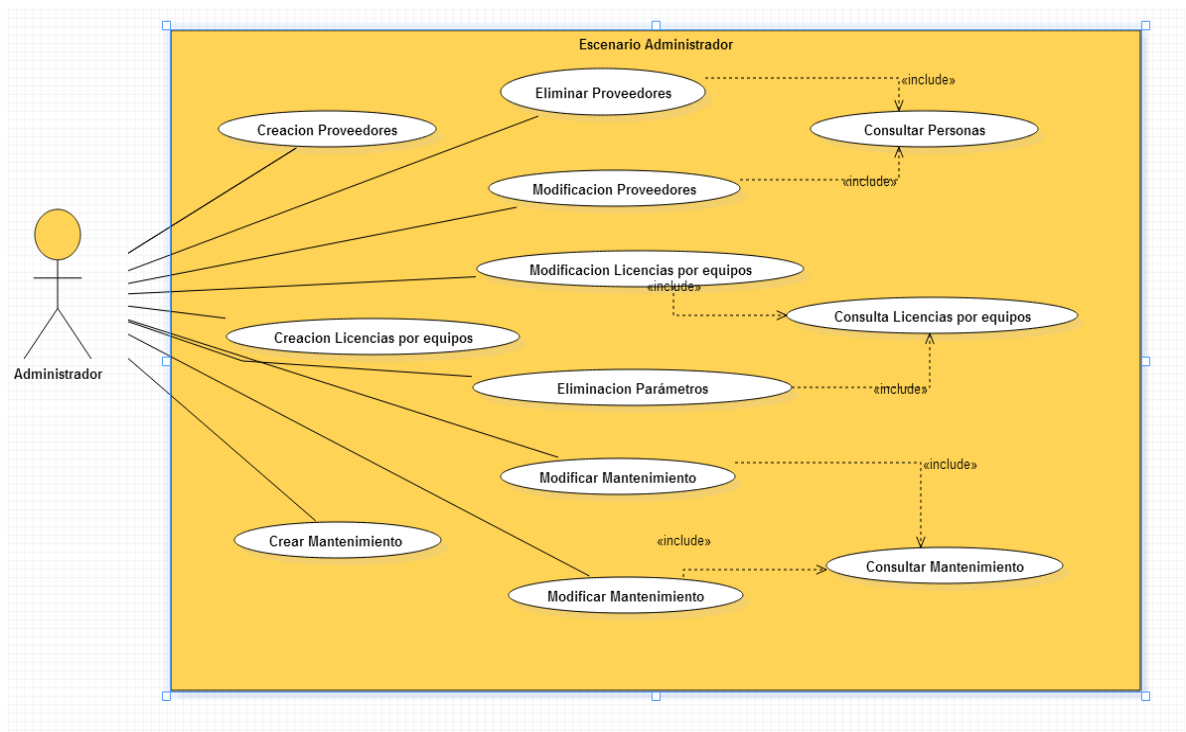 Escenario Administrador
Eliminar Proveedores
«include»
Creacion Proveedores
Consultar Personas
Modificacion Proveedores
«include»
Modificacion Licencias por equipos
«include»
Consulta Licencias por equipos
Creacion Licencias por equipos
Administrador
Eliminacion Parámetros
«include»
Modificar Mantenimiento
«include»
Crear Mantenimiento
«include»
Consultar Mantenimiento
Modificar Mantenimiento